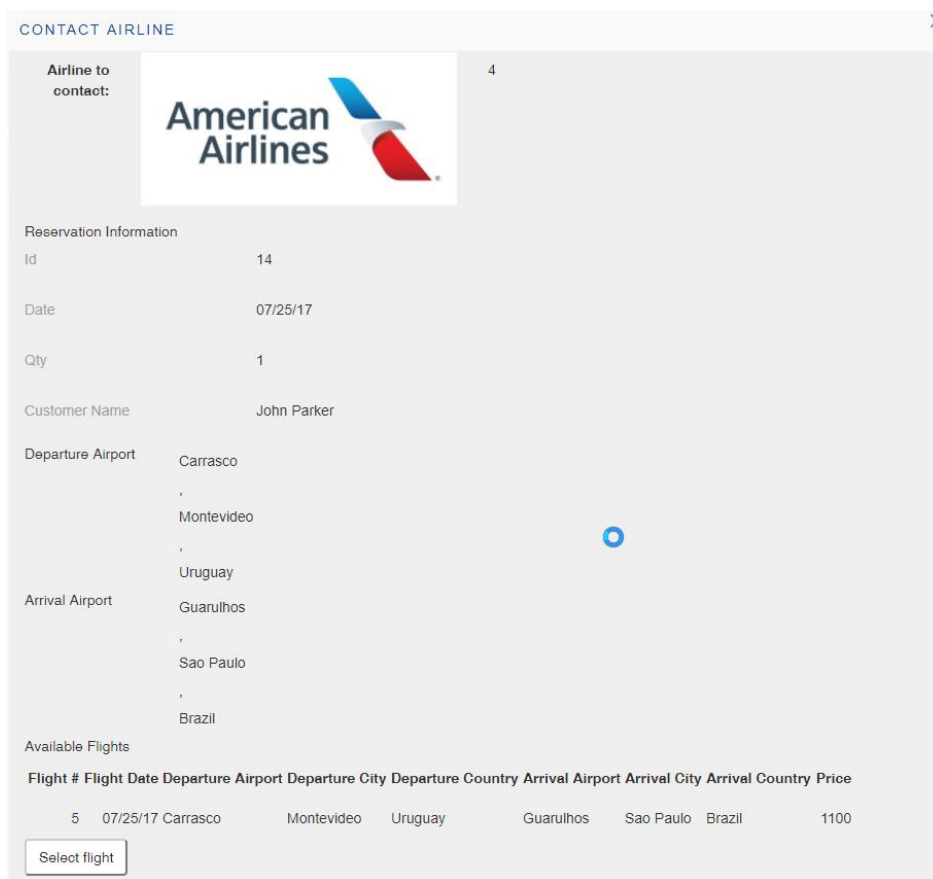 CONTACT AIRLINE
Airline to
contact:
American
Airlines
4
Reservation Information
Id 14
Date 07/25/17
Qty 1
Customer Name John Parker
Departure Airport Carrasco
,
Montevideo
,
Uruguay
Arrival Airport Guarulhos
,
Sao Paulo
,
Brazil
Available Flights
Flight # Flight Date Departure Airport Departure City Departure Country Arrival Airport Arrival City Arrival Country Price
5 07/25/17 Carrasco Montevideo Uruguay Guarulhos Sao Paulo Brazil 1100
Select flight